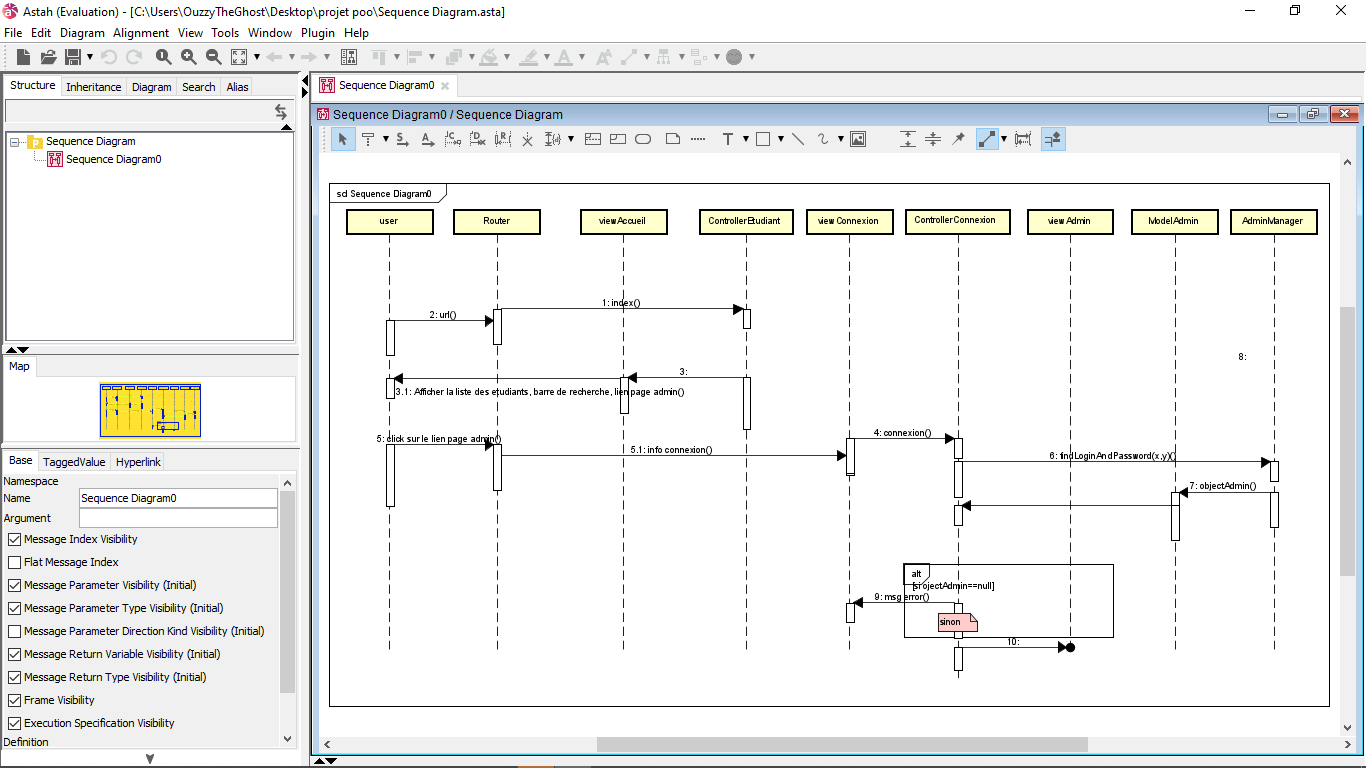 Astah (Evaluation) - [C:\Users\OuzzyTheGhost\Desktop\projet poo\Sequence Diagram.asta]
File Edit Diagram Alignment View Tools Window Plugin Help
Structure Inheritance Diagram Search Alias
Sequence Diagram
Sequence Diagram0
Map
Base TaggedValue Hyperlink
Namespace
Name Sequence Diagram0
Argument
Message Index Visibility
Flat Message Index
Message Parameter Visibility (Initial)
Message Parameter Type Visibility (Initial)
Message Parameter Direction Kind Visibility (Initial)
Message Return Variable Visibility (Initial)
Message Return Type Visibility (Initial)
Frame Visibility
Execution Specification Visibility
Definition
Sequence Diagram0
Sequence Diagram0 / Sequence Diagram
sd Sequence Diagram0
user Router viewAccueil ControllerEtudiant view Connexion ControllerConnexion view Admin ModelAdmin AdminManager
1: index()
2: url()
8:
3:
3.1: Afficher la liste des etudiants, barre de recherche, lien page admin()
4: connexion()
5: click sur le lien page admin()
5.1: info connexion()
6: findLoginAndPassword(x,y)()
7: objectAdmin()
alt
[si ojectAdmin==null]
9: msg error()
sinon
10: